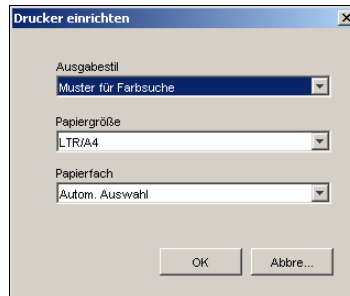 Drucker einrichten
Ausgabestil
Muster für Farbsuche
Papiergröße
LTR/A4
Papierfach
Autom. Auswahl
OK Abbre...